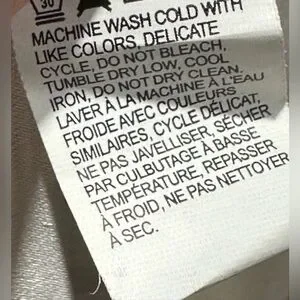 30
MACHINE WASH COLD WITH
LIKE COLORS, DELICATE
CYCLE, DO NOT BLEACH,
TUMBLE DRY LOW, COOL
IRON, DO NOT DRY CLEAN.
LAVER À LA MACHINE À L'EAU
FROIDE AVEC COULEURS
SIMILAIRES, CYCLE DÉLICAT,
NE PAS JAVELLISER, SÉCHER
PAR CULBUTAGE À BASSE
TEMPÉRATURE, REPASSER
À FROID, NE PAS NETTOYER
À SEC.